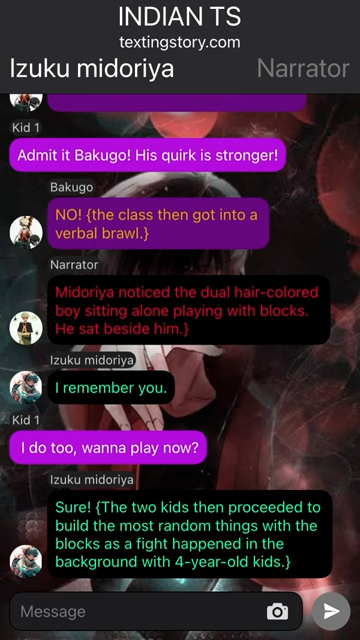 INDIAN TS
textingstory.com
Izuku midoriya
Narrator
Kid 1
Admit it Bakugo! His quirk is stronger!
Bakugo
NO! {the class then got into a
verbal brawl.}
Narrator
Midoriya noticed the dual hair-colored
boy sitting alone playing with blocks.
He sat beside him.}
Izuku midoriya
I remember you.
Kid 1
I do too, wanna play now?
Izuku midoriya
Sure! {The two kids then proceeded to
build the most random things with the
blocks as a fight happened in the
background with 4-year-old kids.}
Message